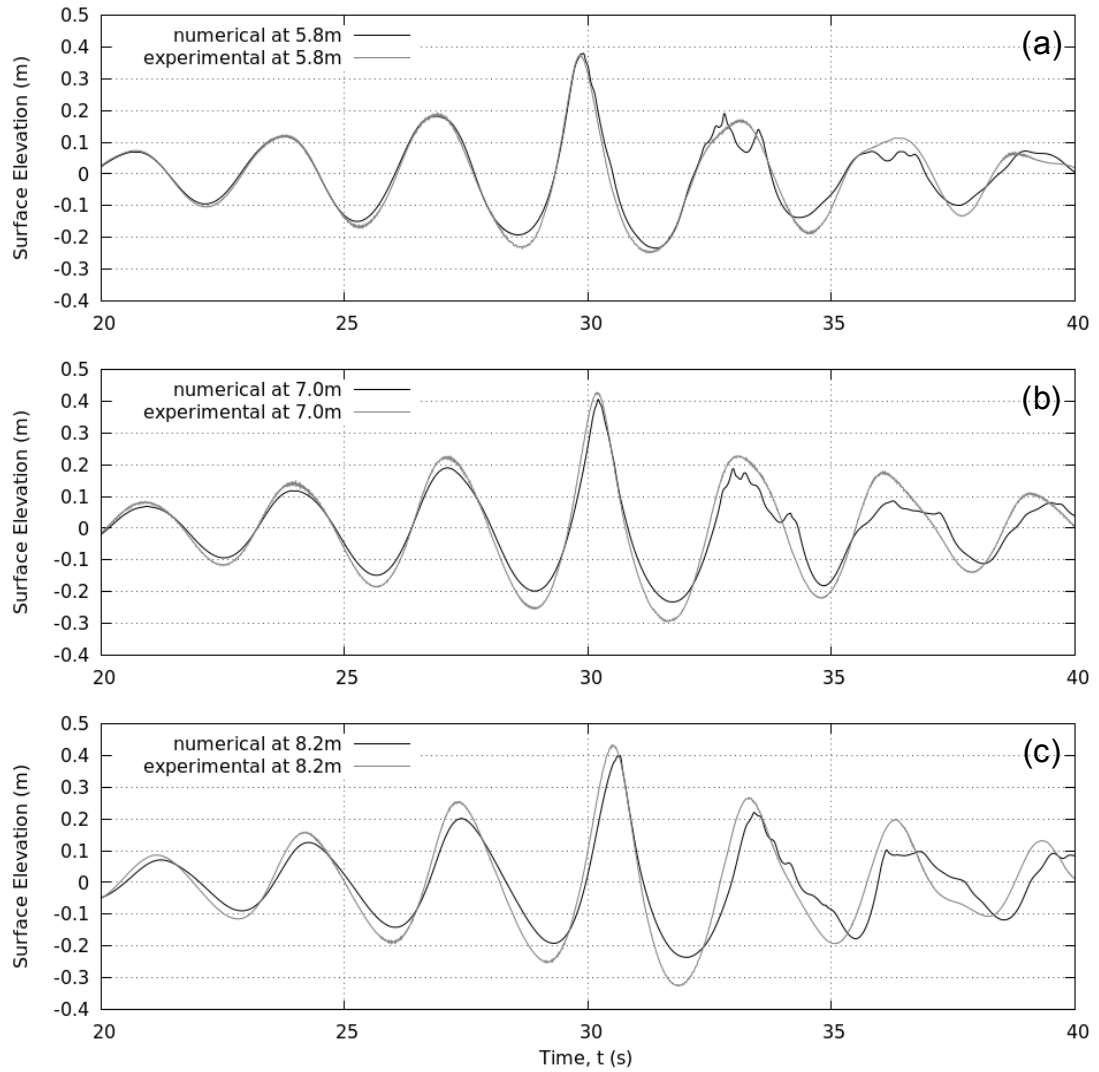 0.5
numerical at 5.8m
experimental at 5.8m
(a)
0.4
0.3
0.2
0.1
0
-0.1
-0.2
-0.3
-0.4
Surface Elevation (m)
20 25 30 35 40
0.5
numerical at 7.0m
experimental at 7.0m
(b)
0.4
0.3
0.2
0.1
0
-0.1
-0.2
-0.3
-0.4
Surface Elevation (m)
20 25 30 35 40
0.5
numerical at 8.2m
experimental at 8.2m
(c)
0.4
0.3
0.2
0.1
0
-0.1
-0.2
-0.3
-0.4
Surface Elevation (m)
20 25 30 35 40
Time, t (s)